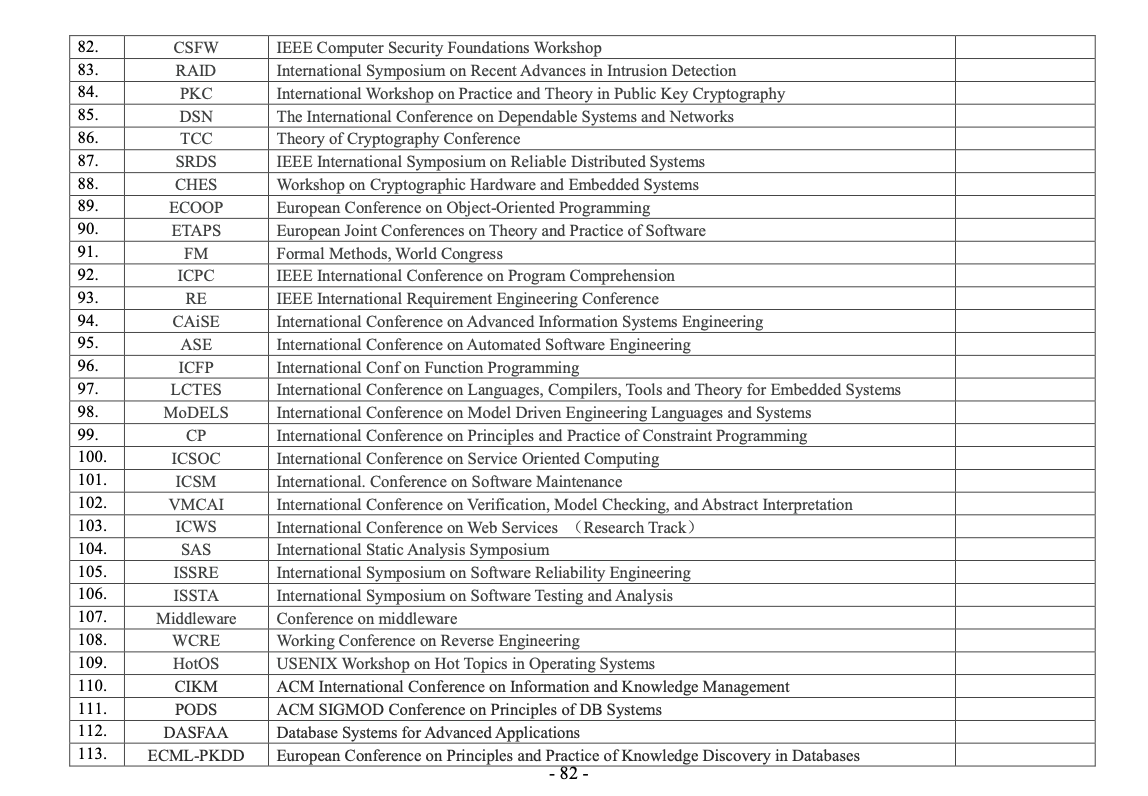 82. CSFW IEEE Computer Security Foundations Workshop
83. RAID International Symposium on Recent Advances in Intrusion Detection
84. PKC International Workshop on Practice and Theory in Public Key Cryptography
85. DSN The International Conference on Dependable Systems and Networks
86. TCC Theory of Cryptography Conference
87. SRDS IEEE International Symposium on Reliable Distributed Systems
88. CHES Workshop on Cryptographic Hardware and Embedded Systems
89. ECOOP European Conference on Object-Oriented Programming
90. ETAPS European Joint Conferences on Theory and Practice of Software
91. FM Formal Methods, World Congress
92. ICPC IEEE International Conference on Program Comprehension
93. RE IEEE International Requirement Engineering Conference
94. CAiSE International Conference on Advanced Information Systems Engineering
95. ASE International Conference on Automated Software Engineering
96. ICFP International Conf on Function Programming
97. LCTES International Conference on Languages, Compilers, Tools and Theory for Embedded Systems
98. MoDELS International Conference on Model Driven Engineering Languages and Systems
99. CP International Conference on Principles and Practice of Constraint Programming
100. ICSOC International Conference on Service Oriented Computing
101. ICSM International. Conference on Software Maintenance
102. VMCAI International Conference on Verification, Model Checking, and Abstract Interpretation
103. ICWS International Conference on Web Services （Research Track）
104. SAS International Static Analysis Symposium
105. ISSRE International Symposium on Software Reliability Engineering
106. ISSTA International Symposium on Software Testing and Analysis
107. Middleware Conference on middleware
108. WCRE Working Conference on Reverse Engineering
109. HotOS USENIX Workshop on Hot Topics in Operating Systems
110. CIKM ACM International Conference on Information and Knowledge Management
111. PODS ACM SIGMOD Conference on Principles of DB Systems
112. DASFAA Database Systems for Advanced Applications
113. ECML-PKDD European Conference on Principles and Practice of Knowledge Discovery in Databases
- 82 -